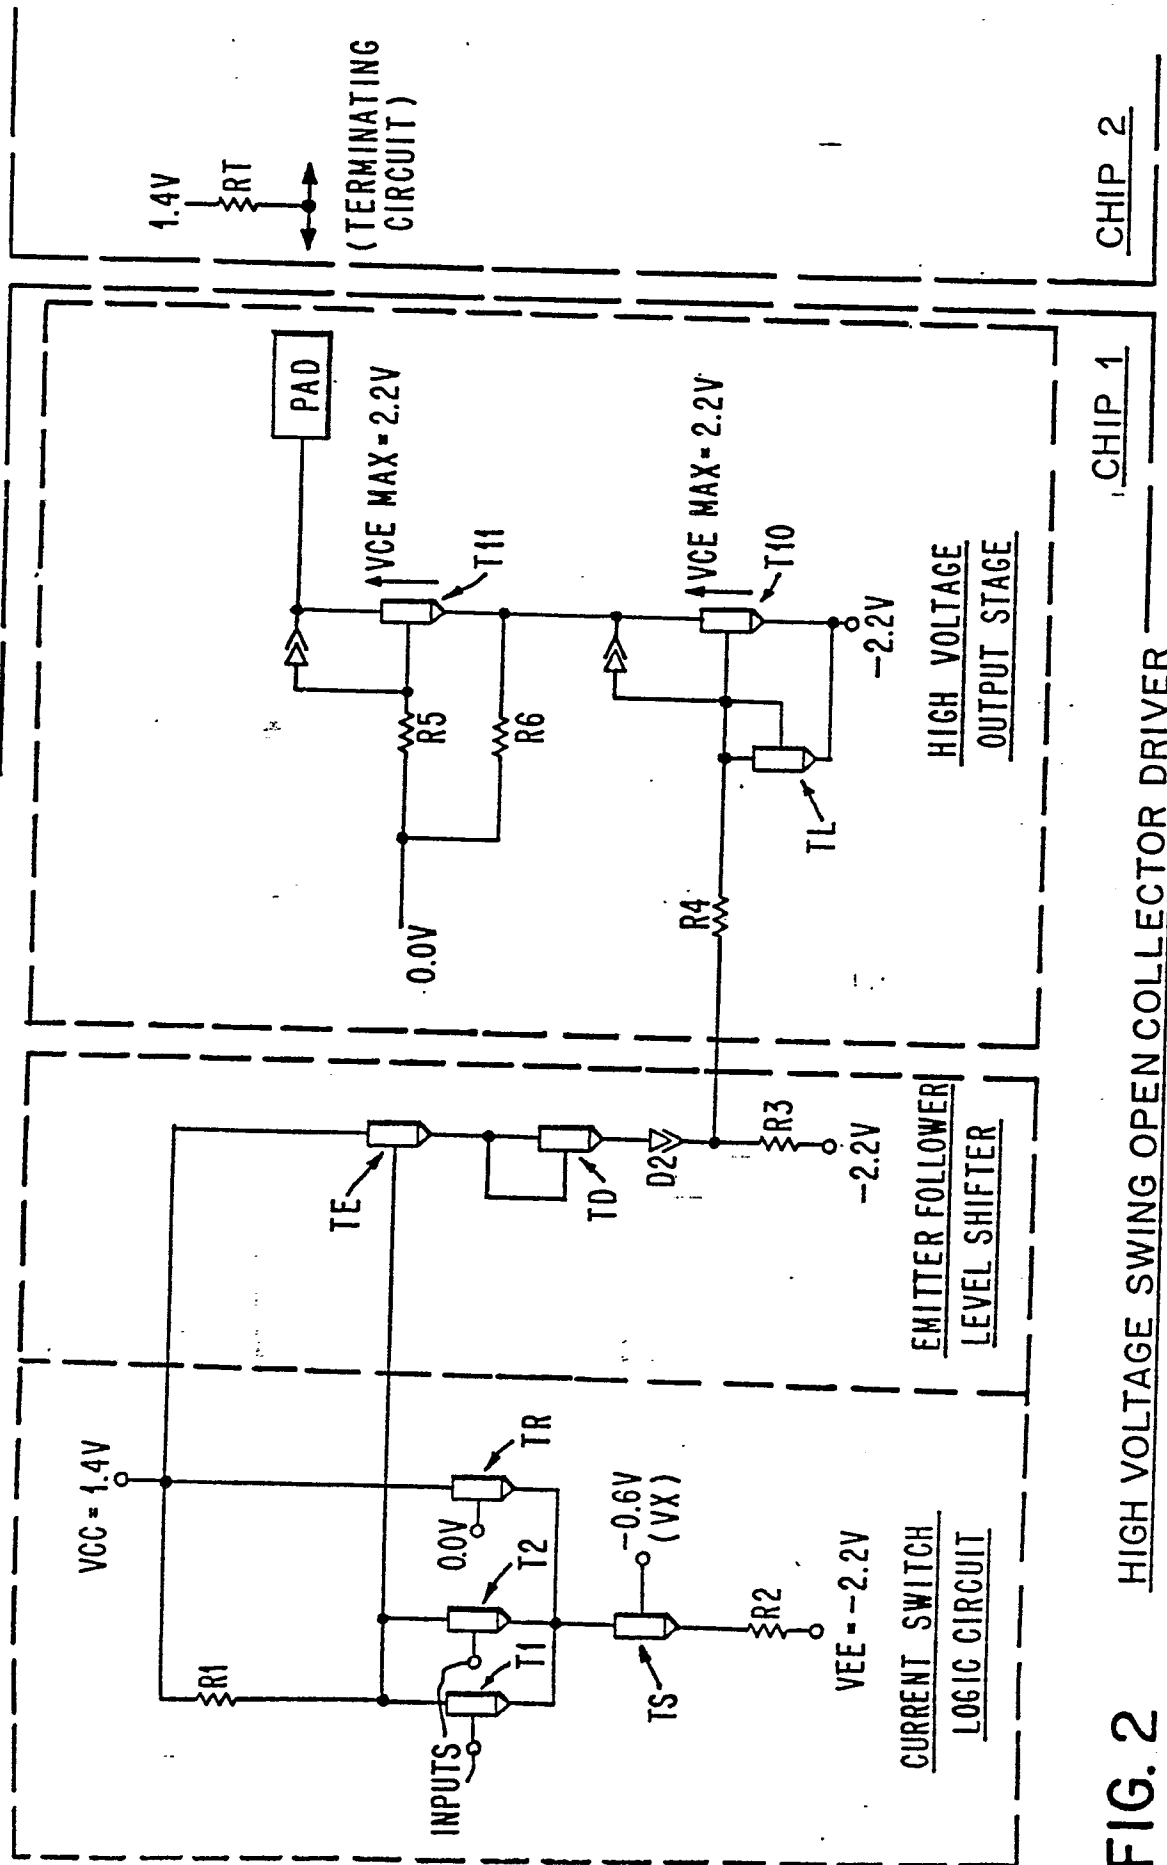 VCC = 1.4V
R1
INPUTS
T1
T2
0.0V
TR
-0.6V
(VX)
TS
R2
VEE = -2.2V
CURRENT SWITCH
LOGIC CIRCUIT
TE
TD
D2
R3
-2.2V
EMITTER FOLLOWER
LEVEL SHIFTER
PAD
VCE MAX = 2.2V
T11
R5
R6
0.0V
R4
VCE MAX = 2.2V
T10
TL
-2.2V
HIGH VOLTAGE
OUTPUT STAGE
CHIP 1
1.4V
RT
(TERMINATING
CIRCUIT)
CHIP 2
FIG. 2
HIGH VOLTAGE SWING OPEN COLLECTOR DRIVER